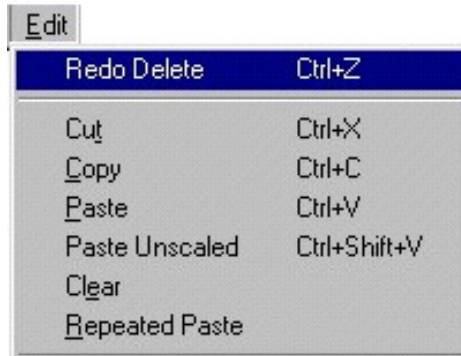 Edit
Redo Delete Ctrl+Z
Cut Ctrl+X
Copy Ctrl+C
Paste Ctrl+V
Paste Unscaled Ctrl+Shift+V
Clear
Repeated Paste